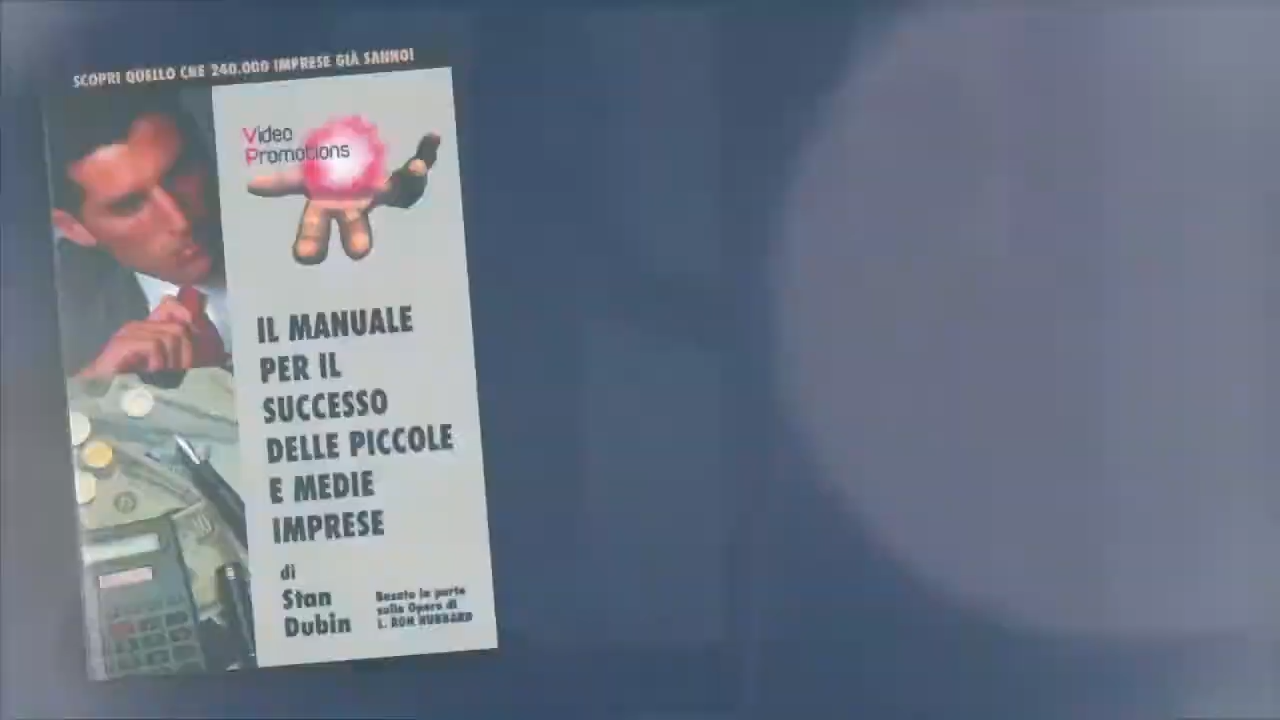 SCOPRI QUELLO CHE 240.000 IMPRESE GIÀ SANNO!
Video
Promotions
IL MANUALE
PER IL
SUCCESSO
DELLE PICCOLE
E MEDIE
IMPRESE
di
Stan
Dubin
Basato in parte
sulle Opere di
L. RON HUBBARD